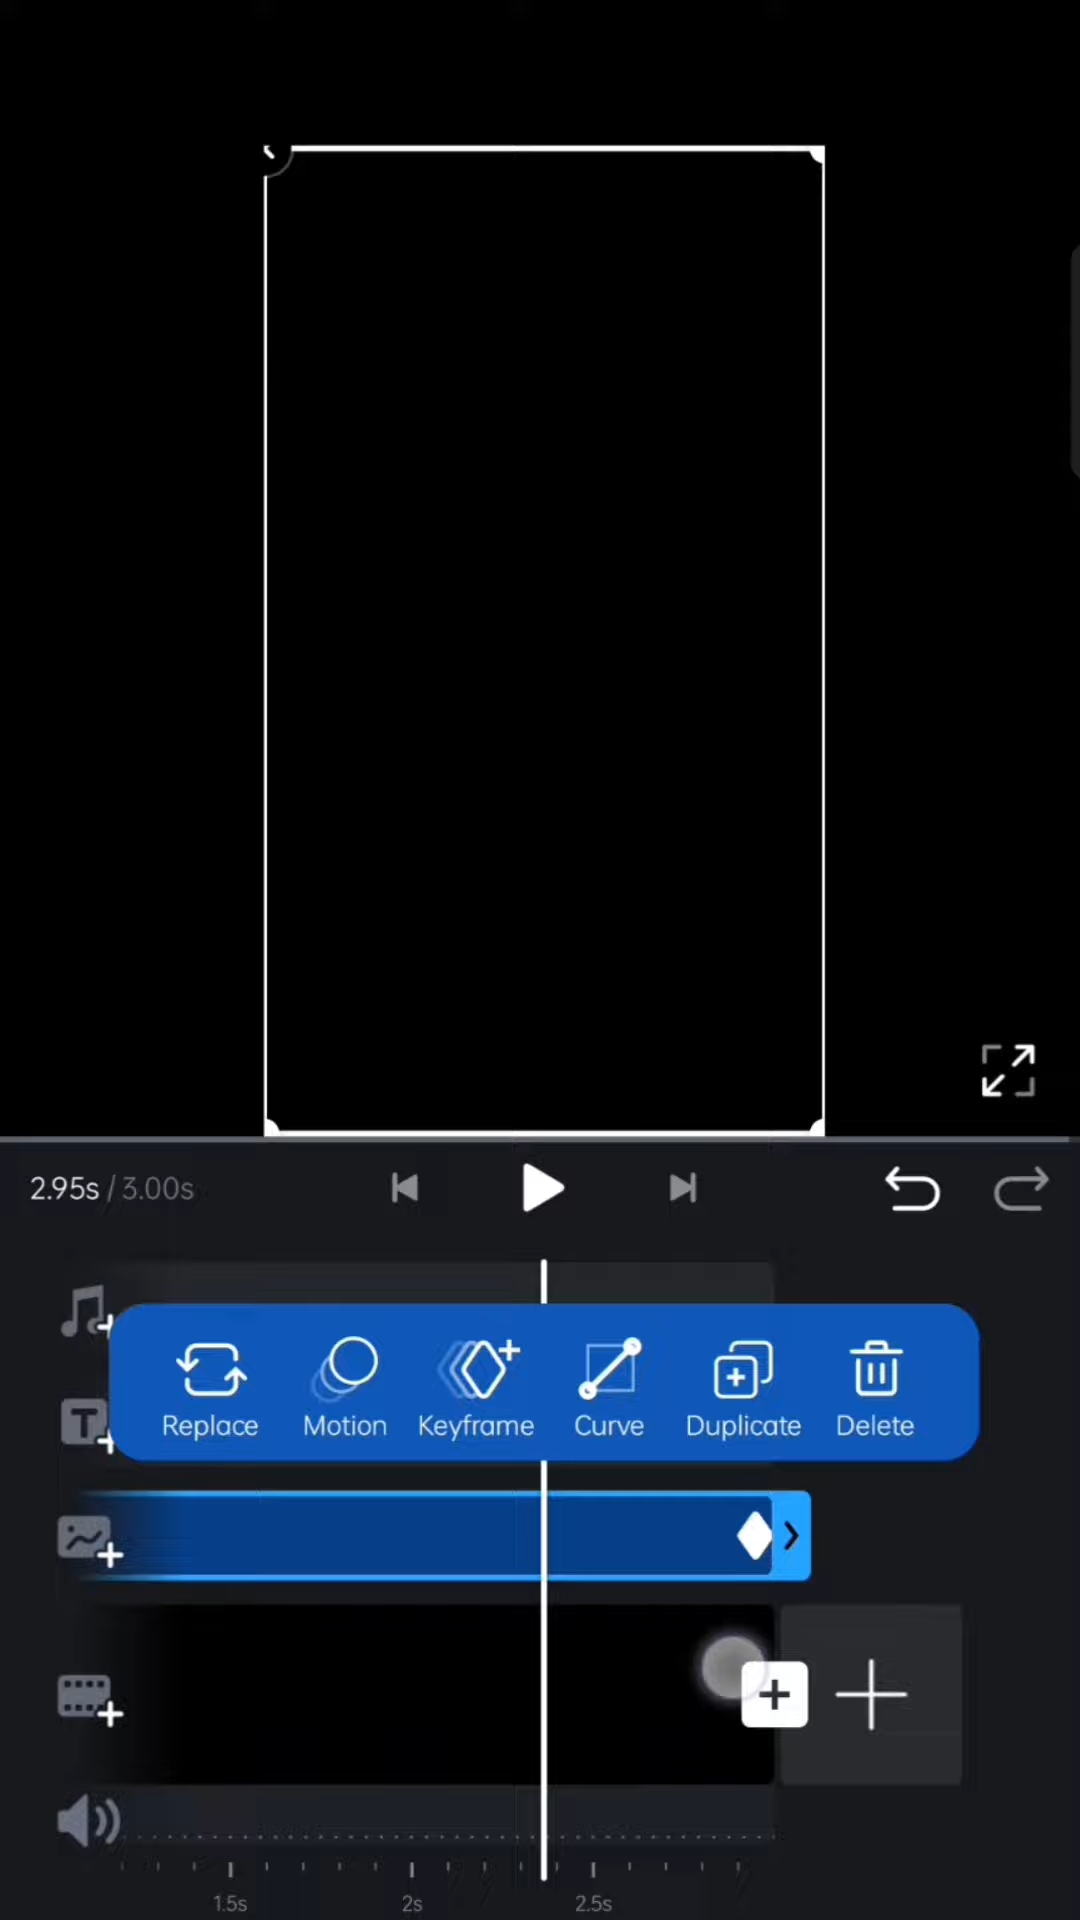 2.95s / 3.00s
Replace Motion Keyframe Curve Duplicate Delete
T
1.5s 2s 2.5s